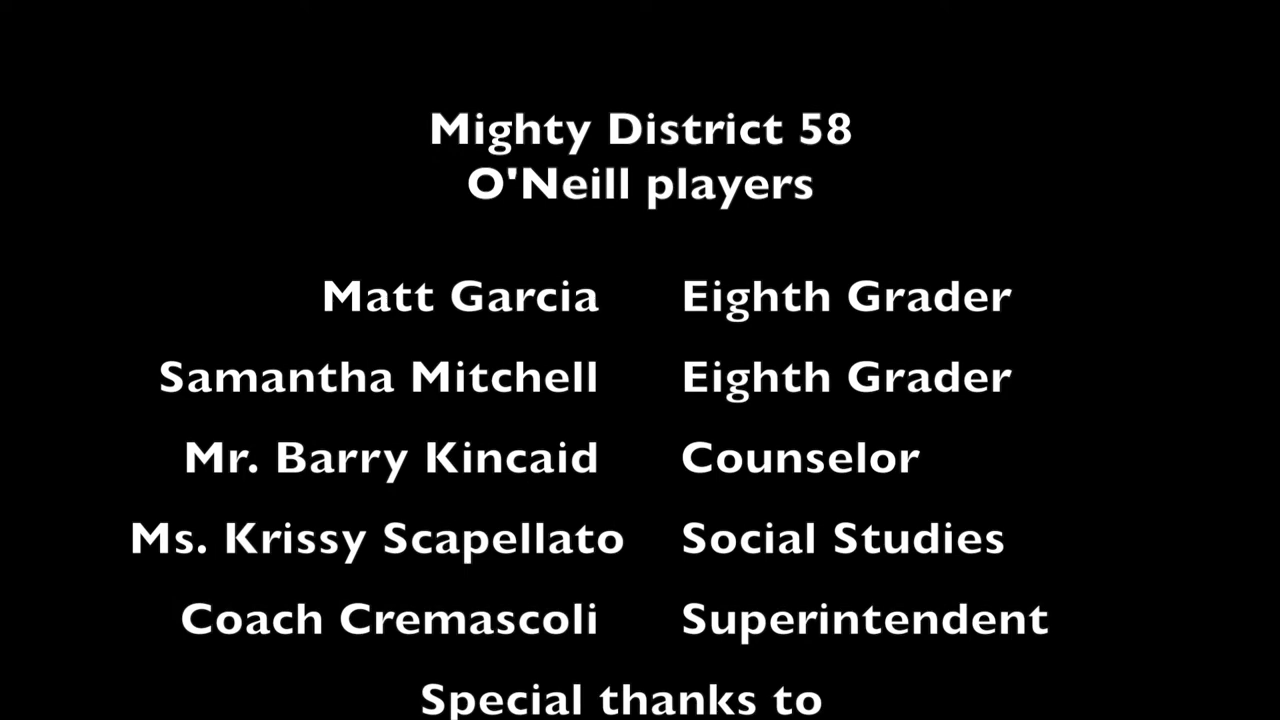 Mighty District 58
O'Neill players
Matt Garcia Eighth Grader
Samantha Mitchell Eighth Grader
Mr. Barry Kincaid Counselor
Ms. Krissy Scapellato Social Studies
Coach Cremascoli Superintendent
Special thanks to